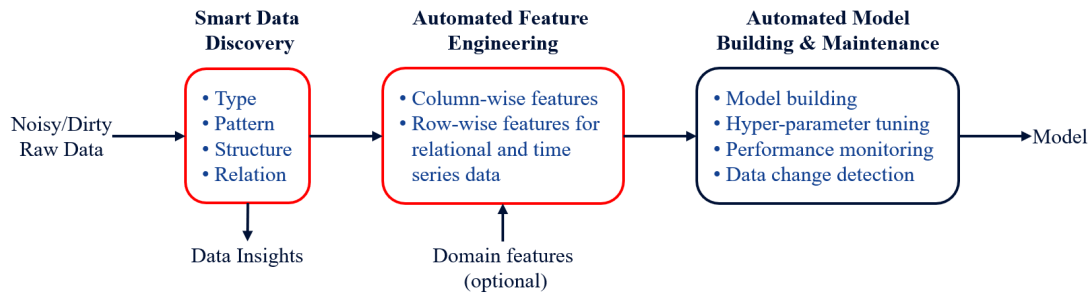 Smart Data
Discovery
Automated Feature
Engineering
Automated Model
Building & Maintenance
Noisy/Dirty
Raw Data
• Type
• Pattern
• Structure
• Relation
• Column-wise features
• Row-wise features for
relational and time
series data
• Model building
• Hyper-parameter tuning
• Performance monitoring
• Data change detection
Model
Data Insights
Domain features
(optional)